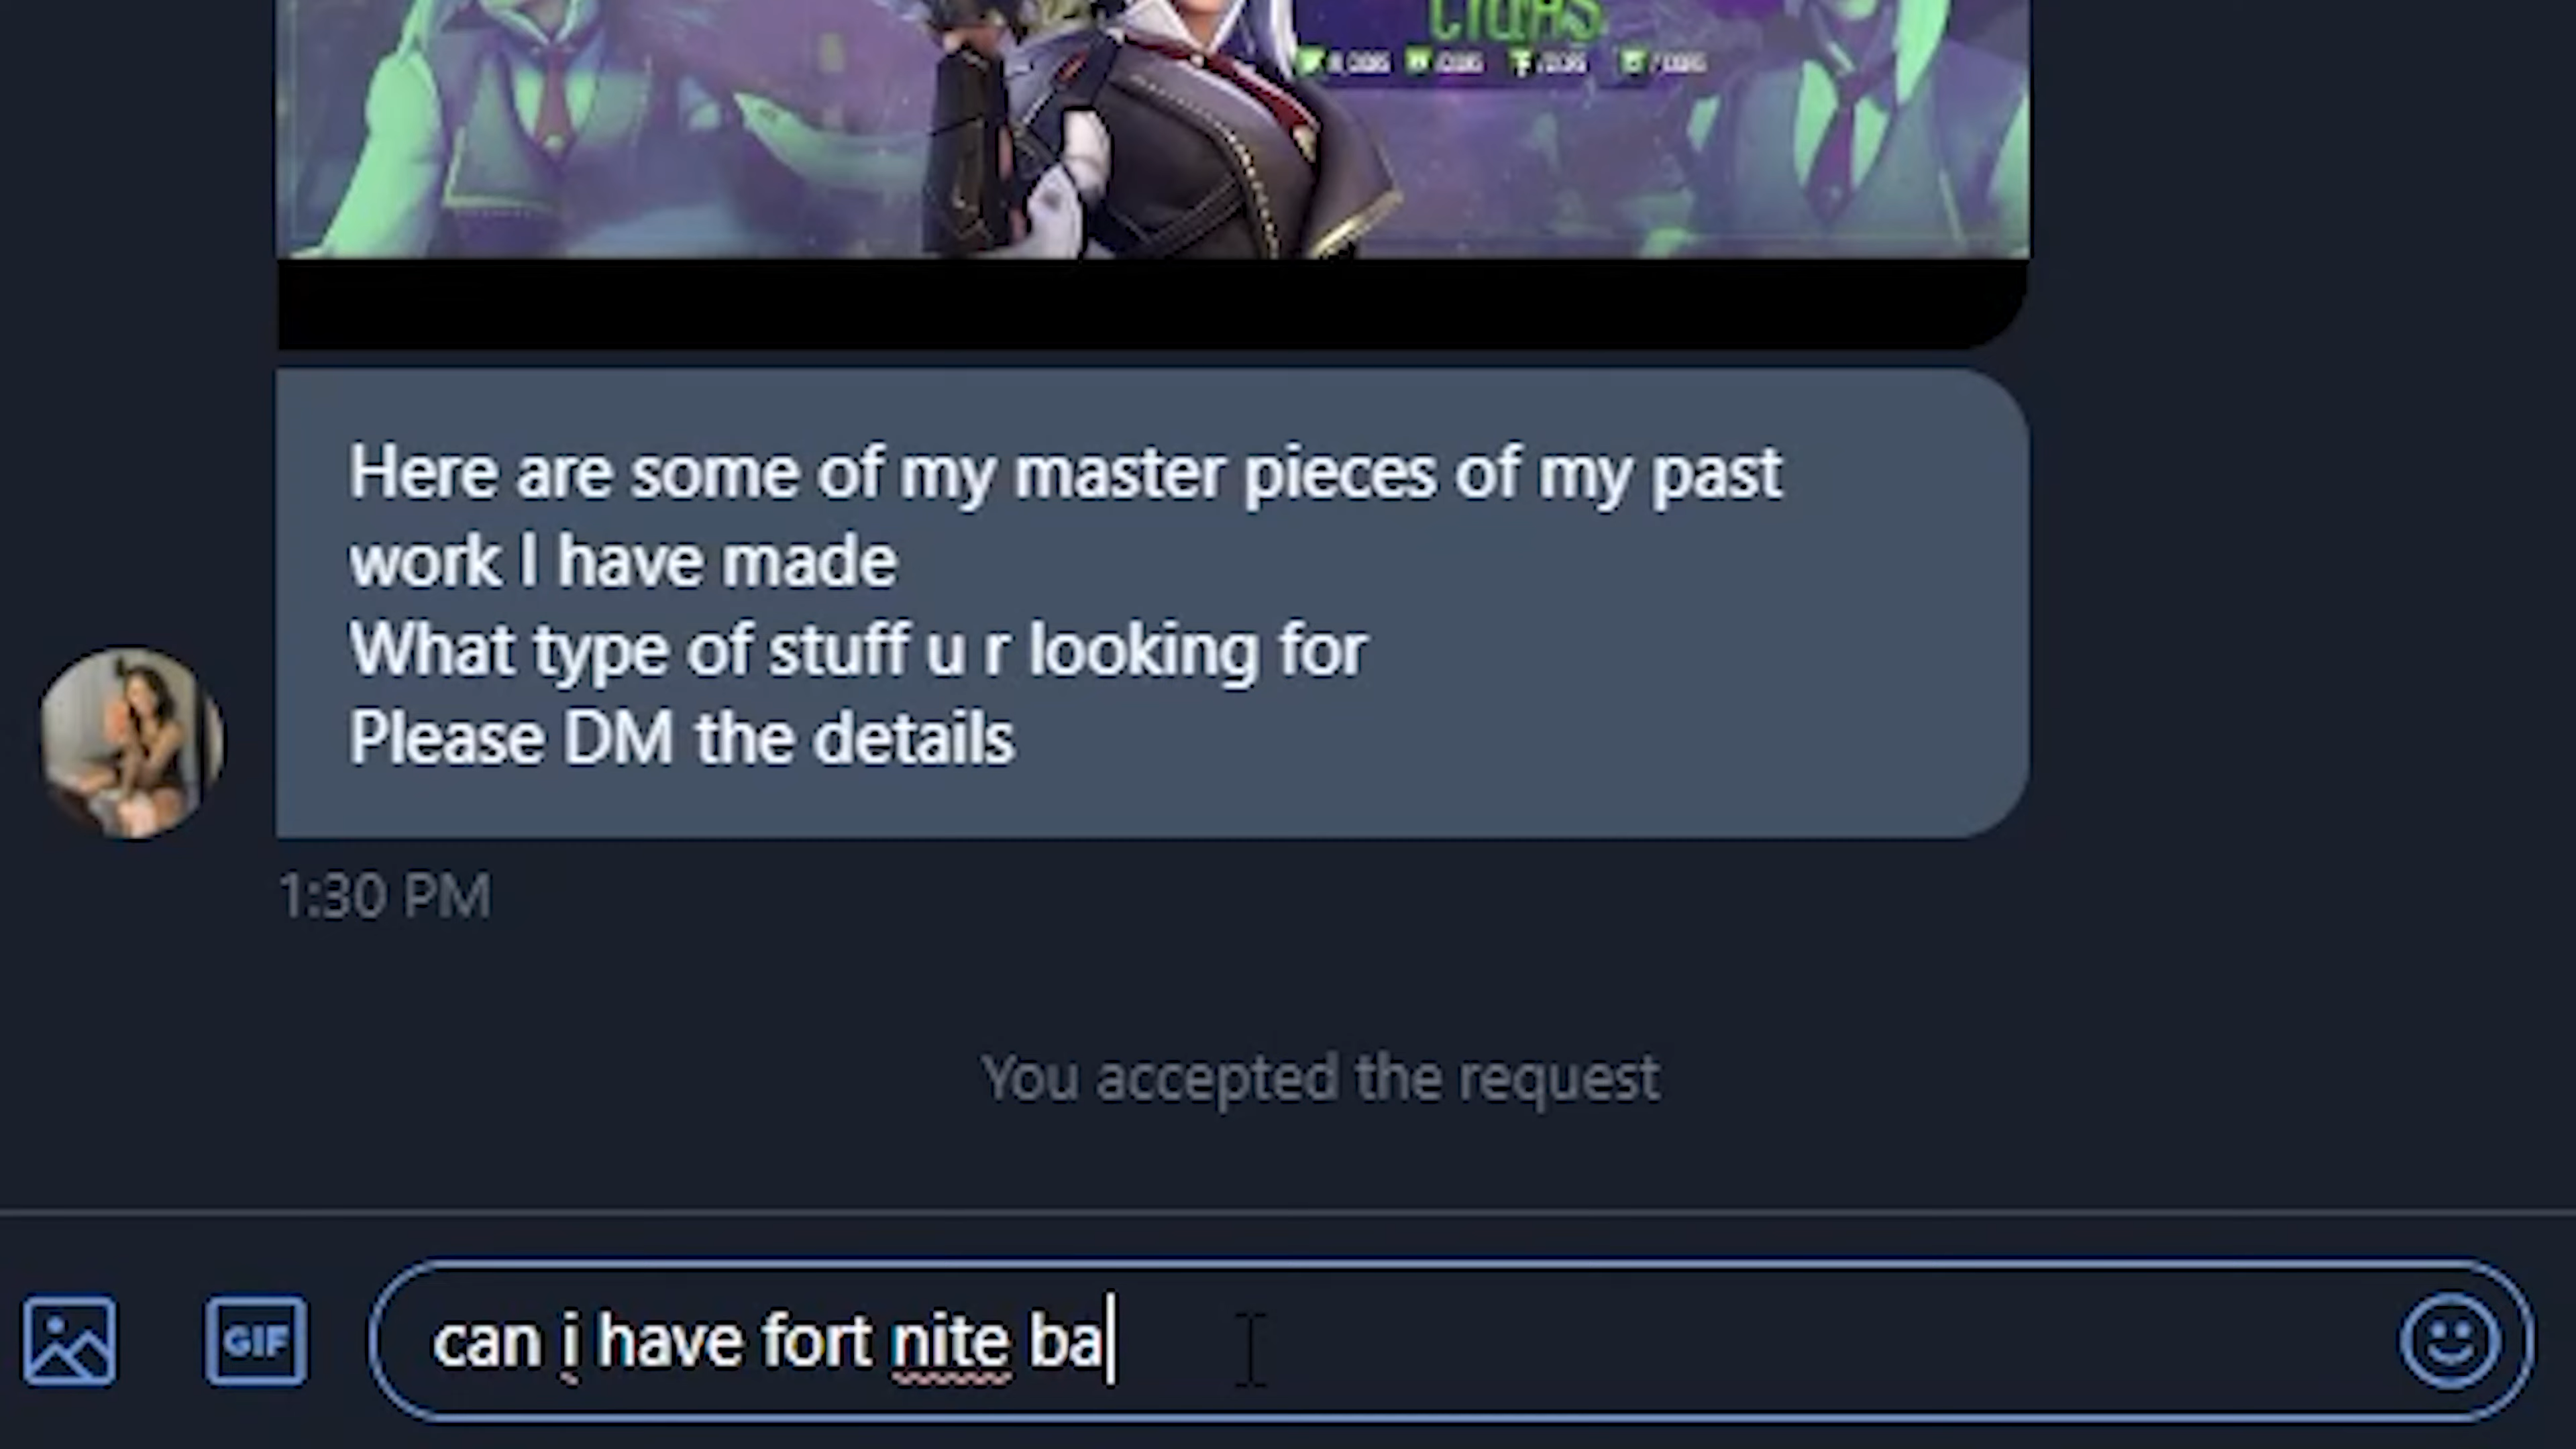 Here are some of my master pieces of my past
work I have made
What type of stuff u r looking for
Please DM the details
1:30 PM
You accepted the request
GIF
can i have fort nite ba